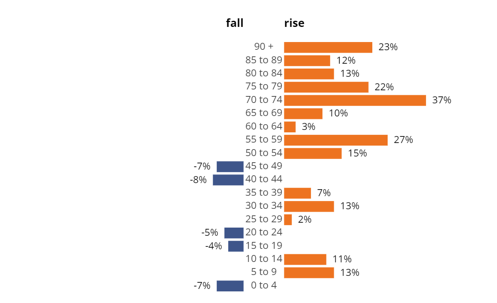 fall rise
90 + 23%
85 to 89 12%
80 to 84 13%
75 to 79 22%
70 to 74 37%
65 to 69 10%
60 to 64 3%
55 to 59 27%
50 to 54 15%
-7% 45 to 49
-8% 40 to 44
35 to 39 7%
30 to 34 13%
25 to 29 2%
-5% 20 to 24
-4% 15 to 19
10 to 14 11%
5 to 9 13%
-7% 0 to 4